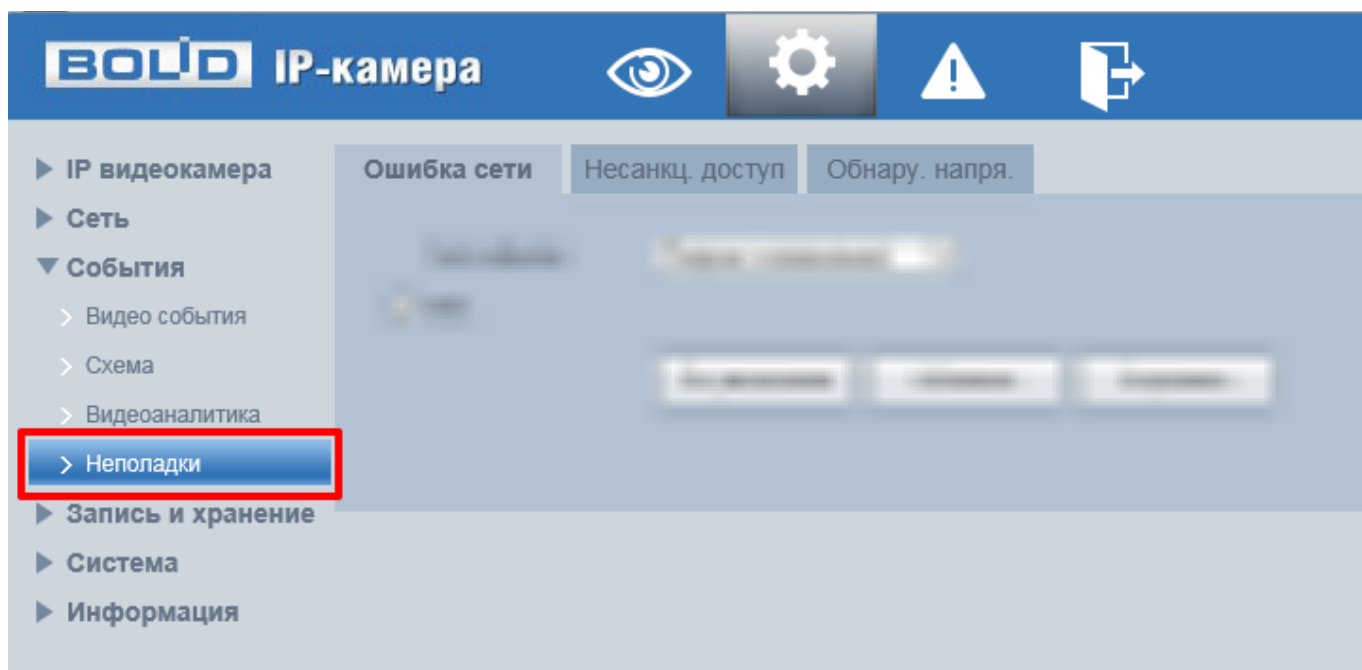 BOLID IP-камера
IP видеокамера
Сеть
События
Видео события
Схема
Видеоаналитика
Неполадки
Запись и хранение
Система
Информация
Ошибка сети
Несанкц. доступ
Обнару. напря.